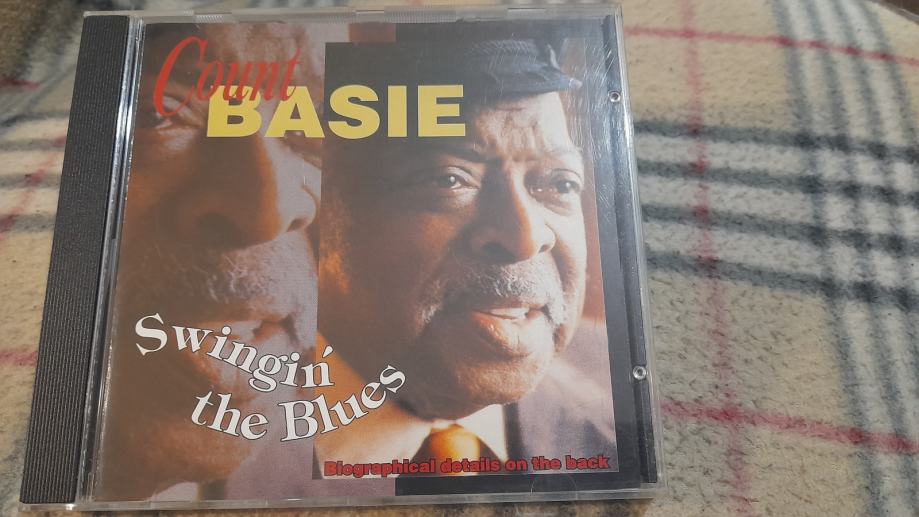 Count
BASIE
Swingin'
the Blues
Biographical details on the back